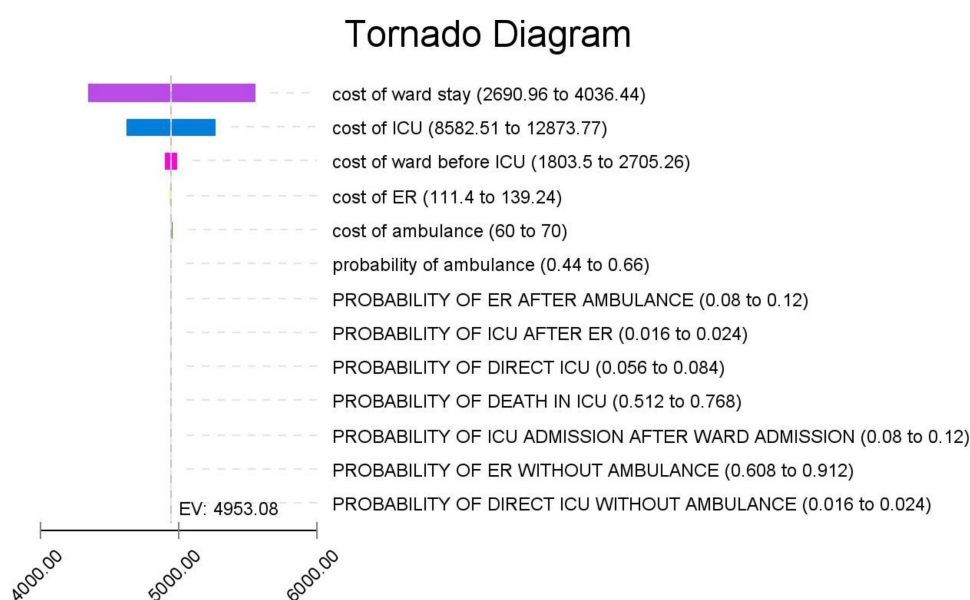 Tornado Diagram
cost of ward stay (2690.96 to 4036.44)
cost of ICU (8582.51 to 12873.77)
cost of ward before ICU (1803.5 to 2705.26)
cost of ER (111.4 to 139.24)
cost of ambulance (60 to 70)
probability of ambulance (0.44 to 0.66)
PROBABILITY OF ER AFTER AMBULANCE (0.08 to 0.12)
PROBABILITY OF ICU AFTER ER (0.016 to 0.024)
PROBABILITY OF DIRECT ICU (0.056 to 0.084)
PROBABILITY OF DEATH IN ICU (0.512 to 0.768)
PROBABILITY OF ICU ADMISSION AFTER WARD ADMISSION (0.08 to 0.12)
PROBABILITY OF ER WITHOUT AMBULANCE (0.608 to 0.912)
PROBABILITY OF DIRECT ICU WITHOUT AMBULANCE (0.016 to 0.024)
EV: 4953.08
4000.00
5000.00
6000.00